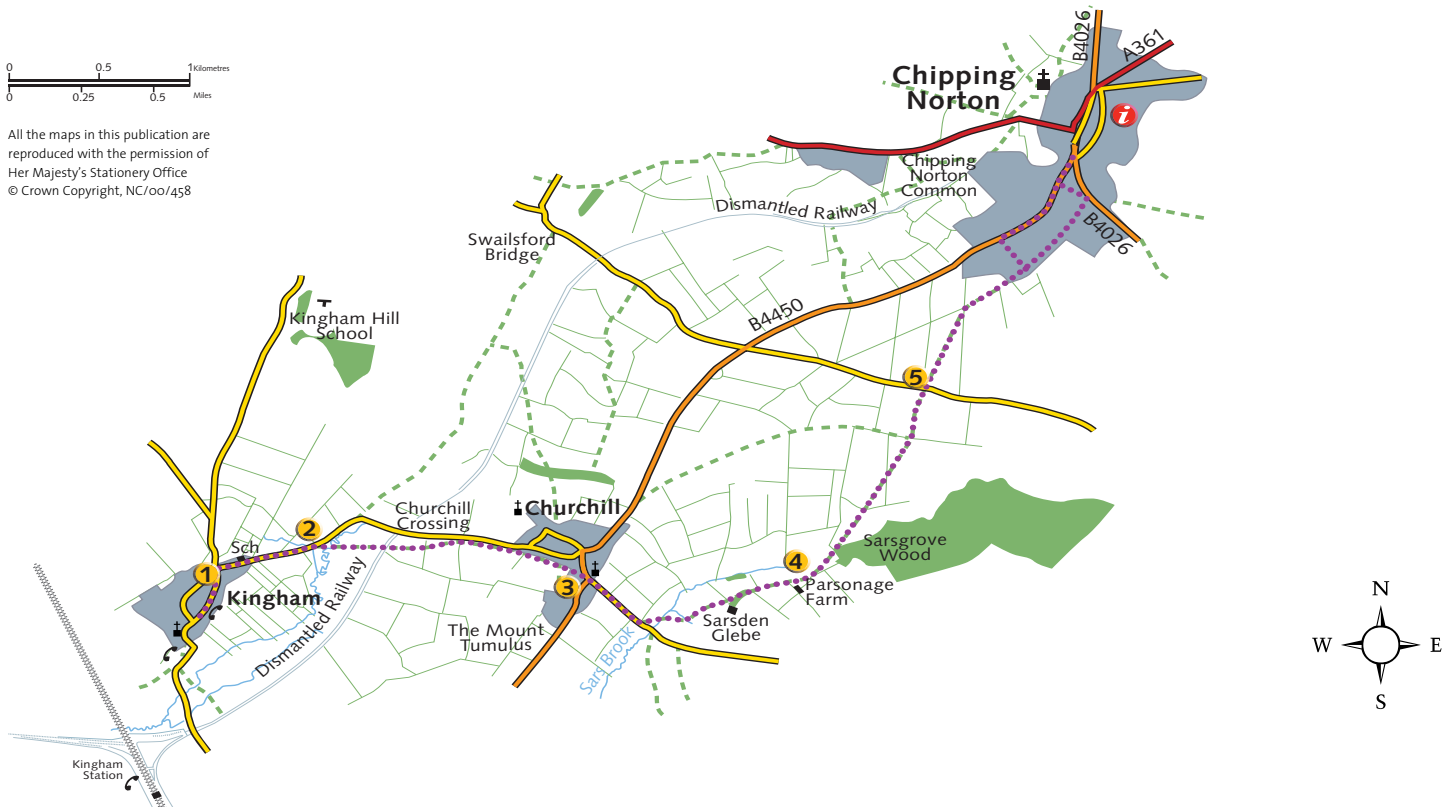 0 0.5 1 Kilometres
0 0.25 0.5 Miles
All the maps in this publication are
reproduced with the permission of
Her Majesty's Stationery Office
© Crown Copyright, NC/00/458
B4026
A361
Chipping
Norton
i
Chipping
Norton
Common
Dismantled Railway
B4026
Swailsford
Bridge
B4450
Kingham Hill
School
5
Churchill
Crossing
Churchill
2
Sch
Sarsgrove
Wood
4
1
3
Parsonage
Farm
Kingham
Sarsden
Glebe
The Mount
Tumulus
Dismantled Railway
Sars Brook
Kingham
Station
N
W E
S